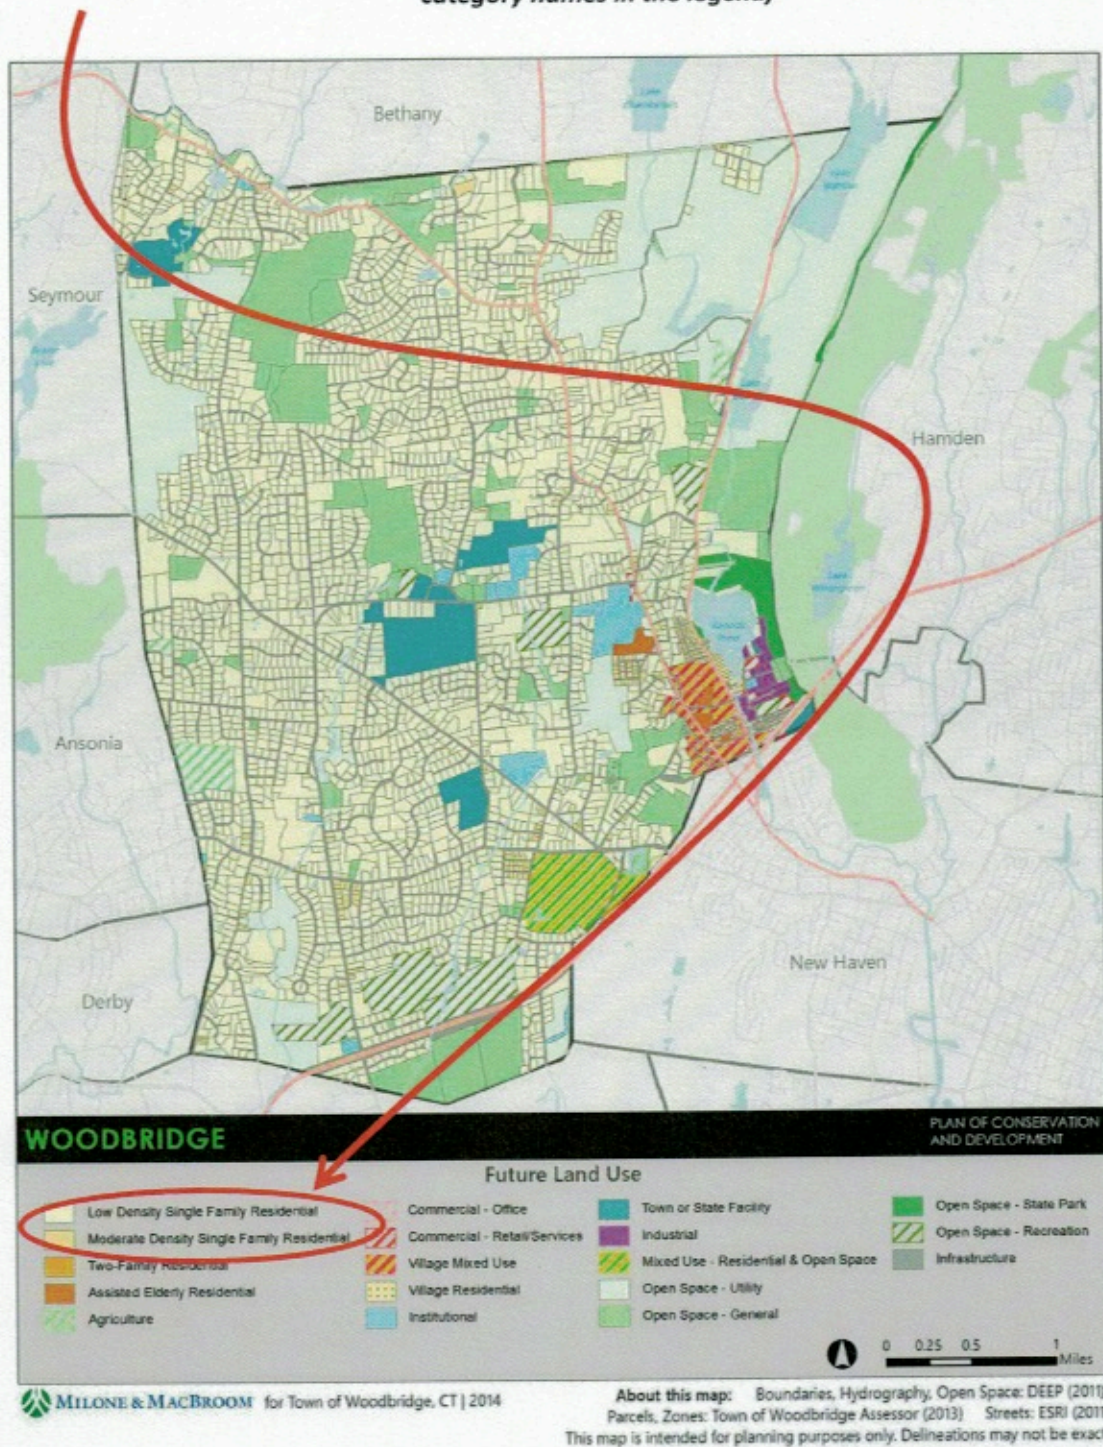 category names in the legend)
Bethany
Seymour
Hamden
Ansonia
Derby
New Haven
WOODBRIDGE
PLAN OF CONSERVATION
AND DEVELOPMENT
Future Land Use
Low Density Single Family Residential
Moderate Density Single Family Residential
Two-Family Residential
Assisted Elderly Residential
Agriculture
Commercial - Office
Commercial - Retail/Services
Village Mixed Use
Village Residential
Institutional
Town or State Facility
Industrial
Mixed Use - Residential & Open Space
Open Space - Utility
Open Space - General
Open Space - State Park
Open Space - Recreation
Infrastructure
0 0.25 0.5 1
Miles
MILONE & MACBROOM for Town of Woodbridge, CT | 2014
About this map: Boundaries, Hydrography, Open Space: DEEP (2011)
Parcels, Zones: Town of Woodbridge Assessor (2013) Streets: ESRI (2011
This map is intended for planning purposes only. Delineations may not be exact